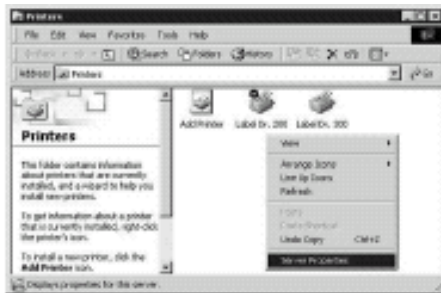 Printers
File Edit View Favorites Tools Help
Search Folders History
Address Printers Go
Add Printer Label Dr. 200 Label Dr. 300
Printers
This folder contains information
about printers that are currently
installed, and a wizard to help you
install new printers.
To get information about a printer
that is currently installed, right-click
the printer's icon.
To install a new printer, click the
Add Printer icon.
View
Arrange Icons
Line Up Icons
Refresh
Paste
Paste Shortcut
Undo Copy Ctrl+Z
Server Properties
Displays properties for this server.